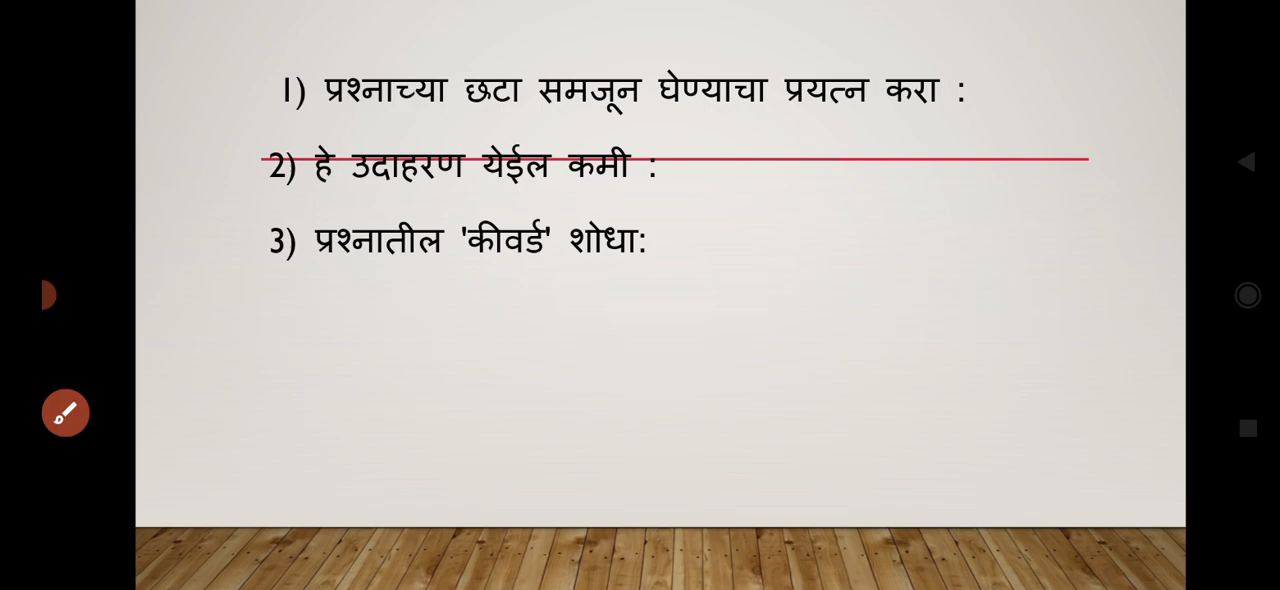 1) प्रश्नाच्या छटा समजून घेण्याचा प्रयत्न करा :
2) हे उदाहरण येईल कमी :
3) प्रश्नातील 'कीवर्ड' शोधा: